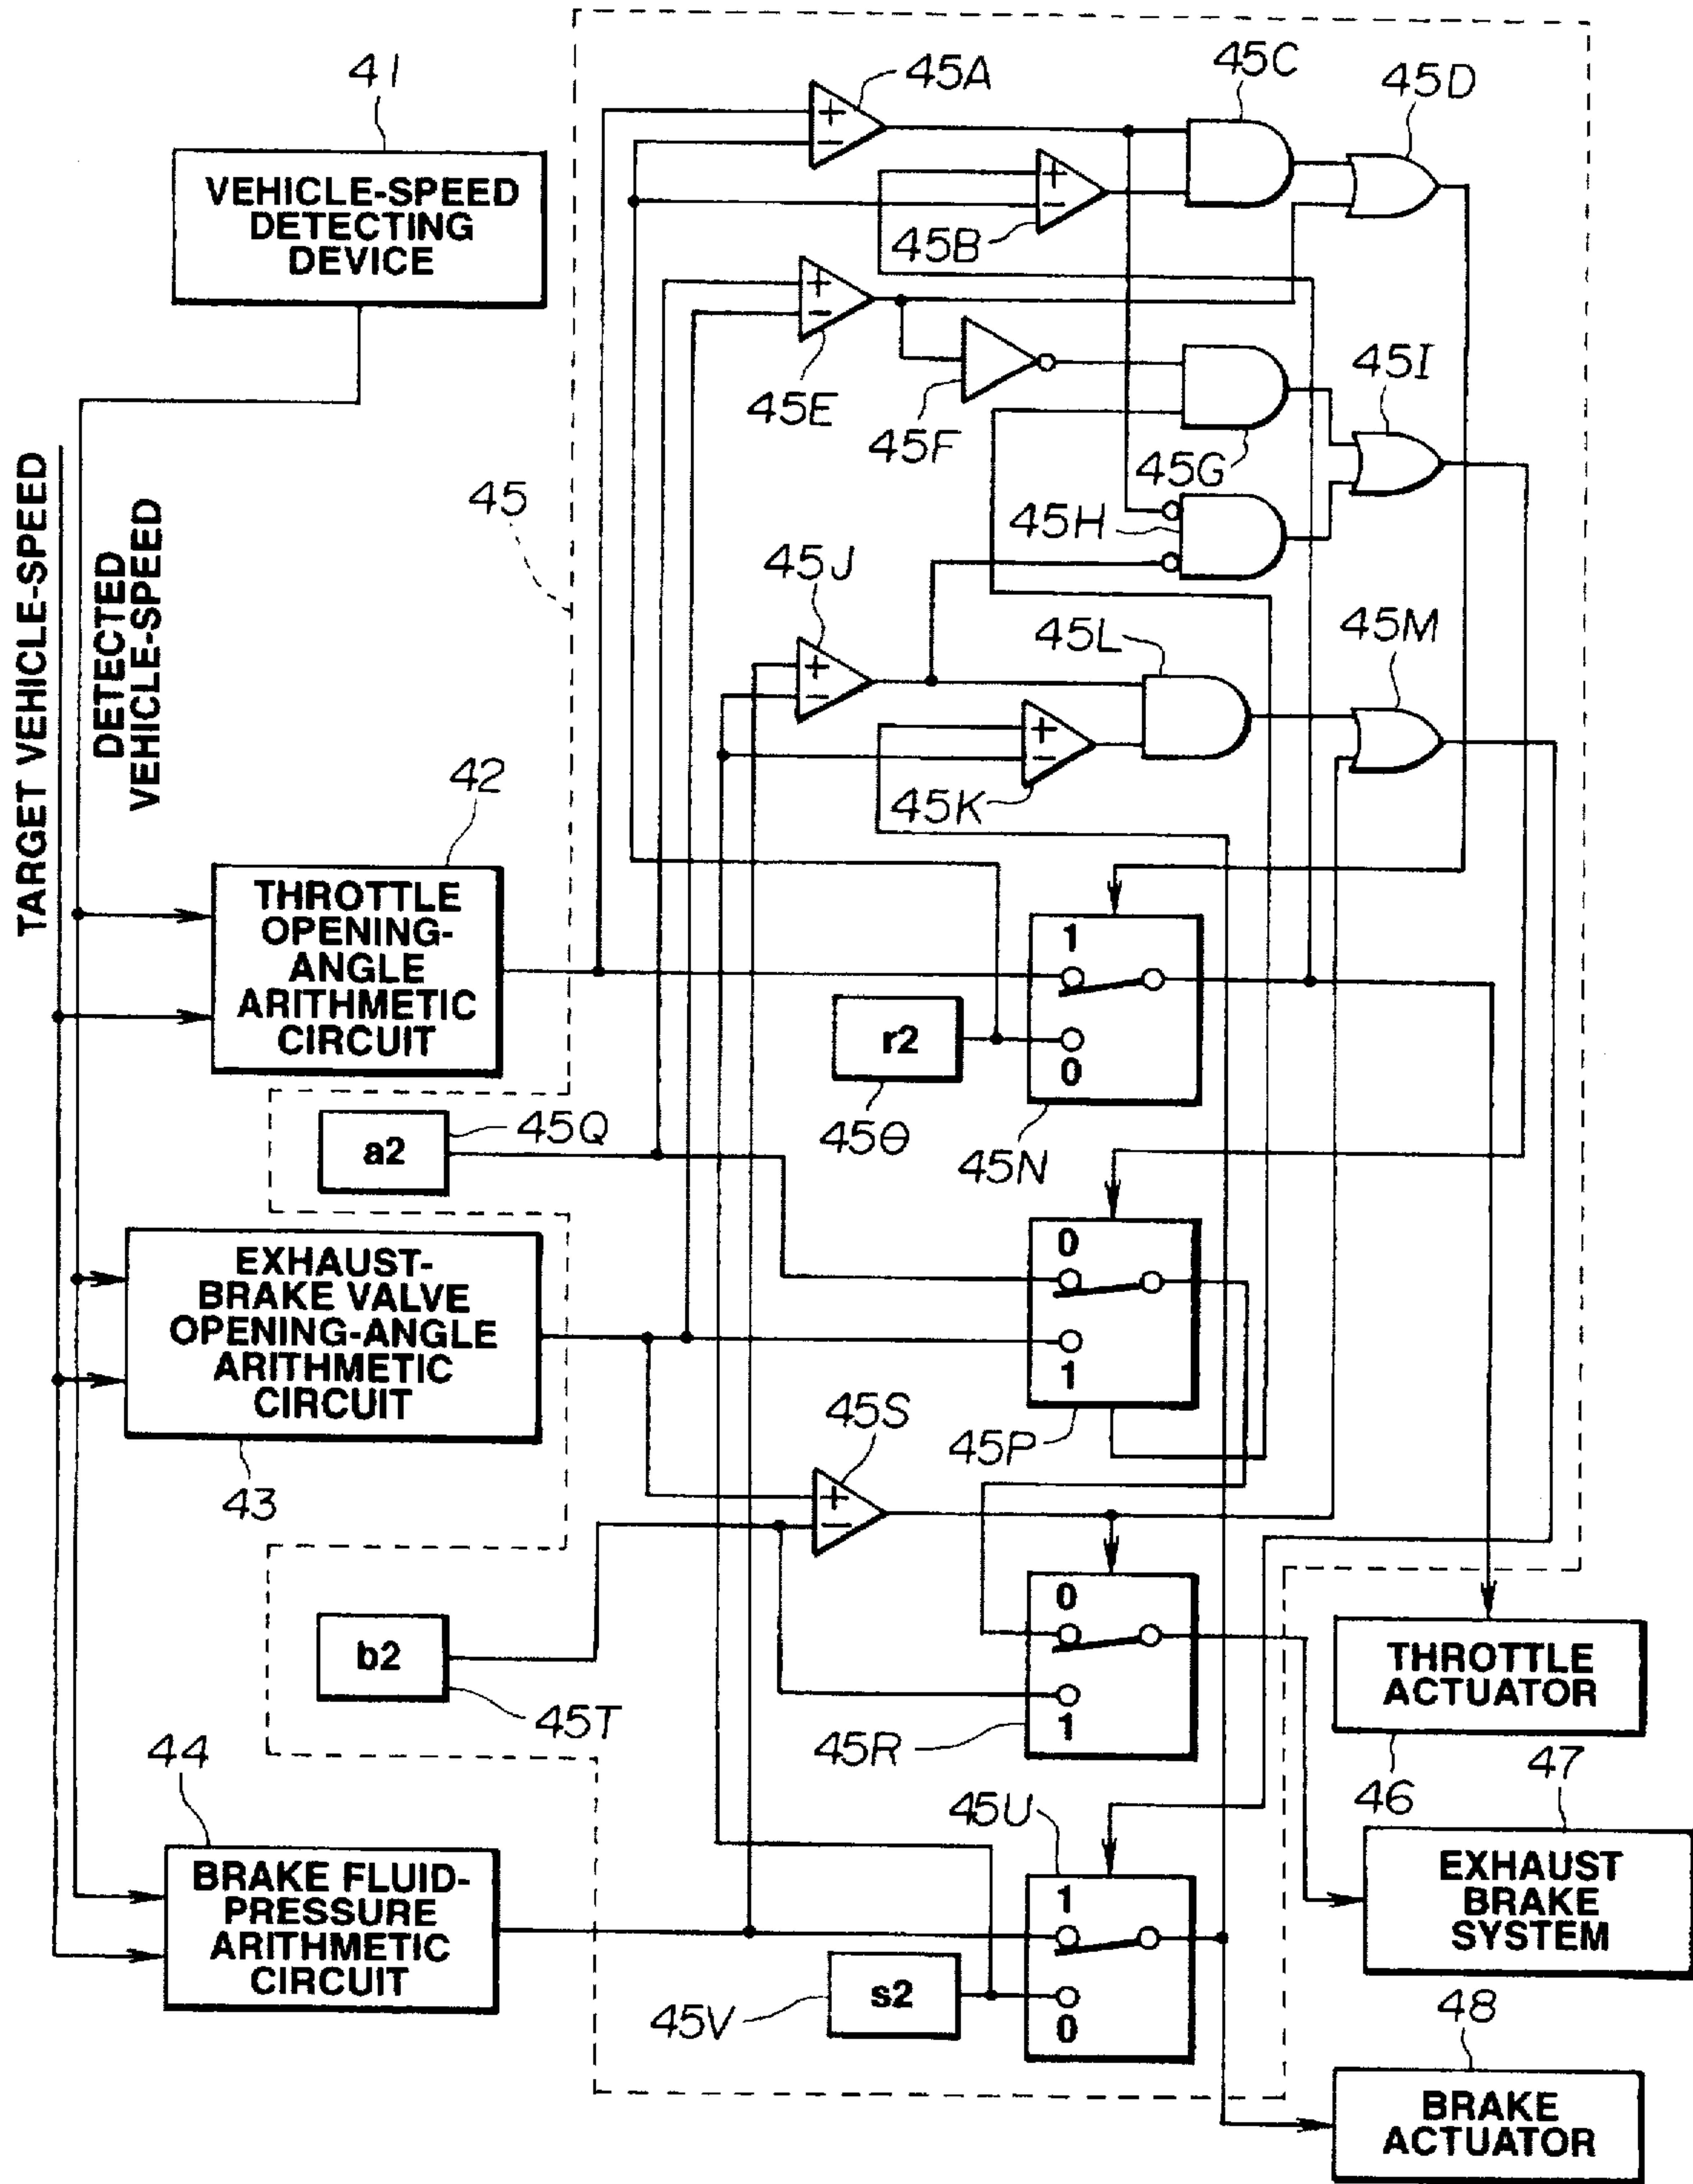 41
VEHICLE-SPEED
DETECTING
DEVICE
45A
+
−
45C
45D
+
−
45B
+
−
45E
45F
45G
45I
45
45H
45J
+
−
45L
45M
+
−
45K
TARGET VEHICLE-SPEED
DETECTED
VEHICLE-SPEED
42
THROTTLE
OPENING-
ANGLE
ARITHMETIC
CIRCUIT
1
0
r2
45θ
45N
a2
45Q
EXHAUST-
BRAKE VALVE
OPENING-ANGLE
ARITHMETIC
CIRCUIT
43
0
1
45P
45S
+
−
b2
45T
0
1
45R
THROTTLE
ACTUATOR
46
44
BRAKE FLUID-
PRESSURE
ARITHMETIC
CIRCUIT
45U
1
0
s2
45V
47
EXHAUST
BRAKE
SYSTEM
48
BRAKE
ACTUATOR